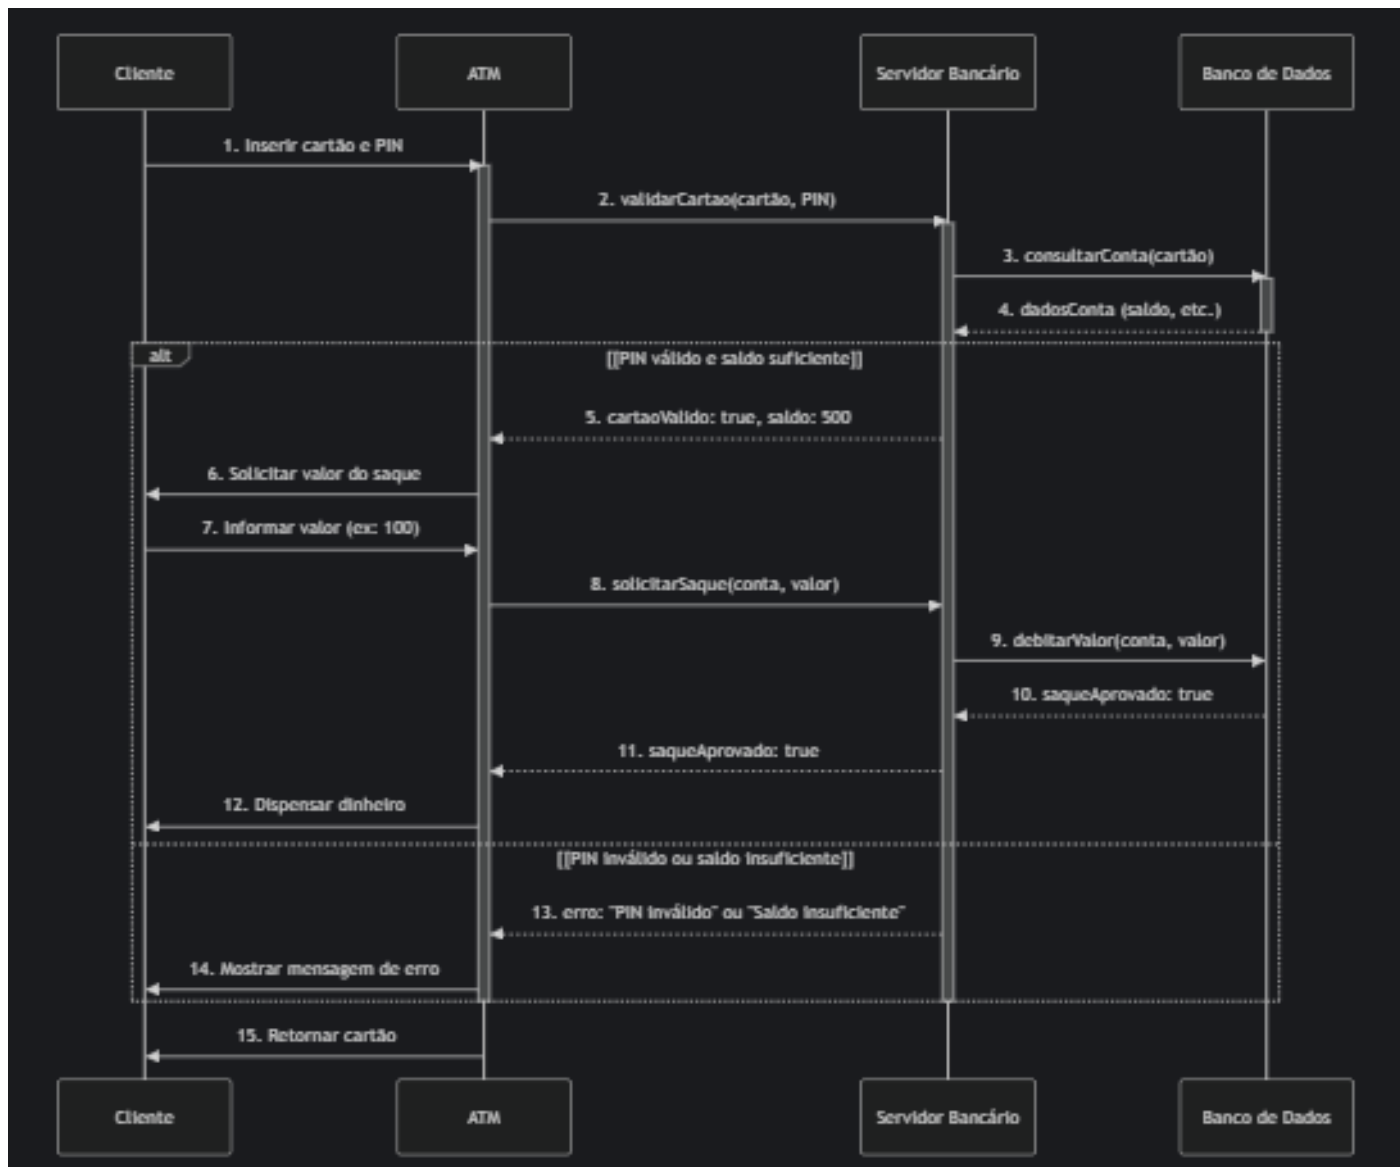 Cliente
ATM
Servidor Bancário
Banco de Dados
1. Inserir cartão e PIN
2. validarCartao(cartão, PIN)
3. consultarConta(cartão)
4. dadosConta (saldo, etc.)
alt
[[PIN válido e saldo suficiente]]
5. cartaoValido: true, saldo: 500
6. Solicitar valor do saque
7. Informar valor (ex: 100)
8. solicitarSaque(conta, valor)
9. debitarValor(conta, valor)
10. saqueAprovado: true
11. saqueAprovado: true
12. Dispensar dinheiro
[[PIN inválido ou saldo insuficiente]]
13. erro: "PIN inválido" ou "Saldo insuficiente"
14. Mostrar mensagem de erro
15. Retornar cartão
Cliente
ATM
Servidor Bancário
Banco de Dados